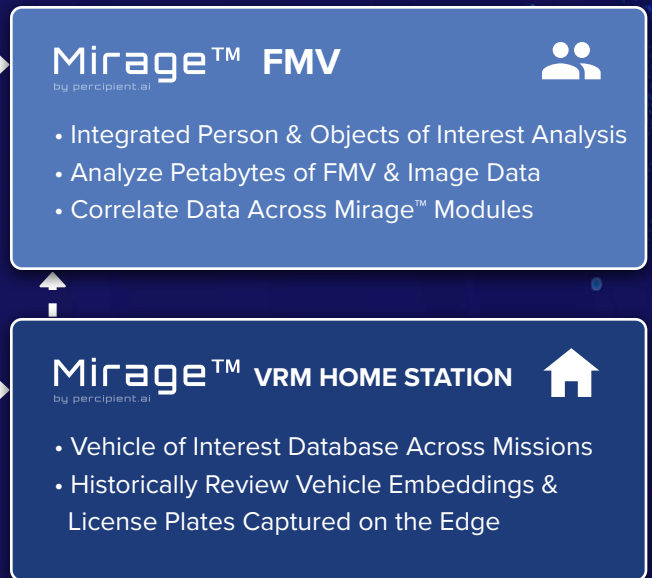 Mirage™ FMV
by percipient.ai
• Integrated Person & Objects of Interest Analysis
• Analyze Petabytes of FMV & Image Data
• Correlate Data Across Mirage™ Modules
Mirage™ VRM HOME STATION
by percipient.ai
• Vehicle of Interest Database Across Missions
• Historically Review Vehicle Embeddings &
License Plates Captured on the Edge